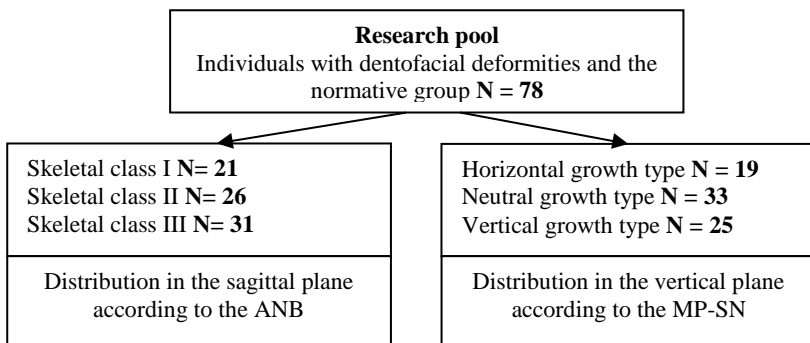 Research pool
Individuals with dentofacial deformities and the
normative group N = 78
Skeletal class I N= 21
Skeletal class II N= 26
Skeletal class III N= 31
Distribution in the sagittal plane
according to the ANB
Horizontal growth type N = 19
Neutral growth type N = 33
Vertical growth type N = 25
Distribution in the vertical plane
according to the MP-SN